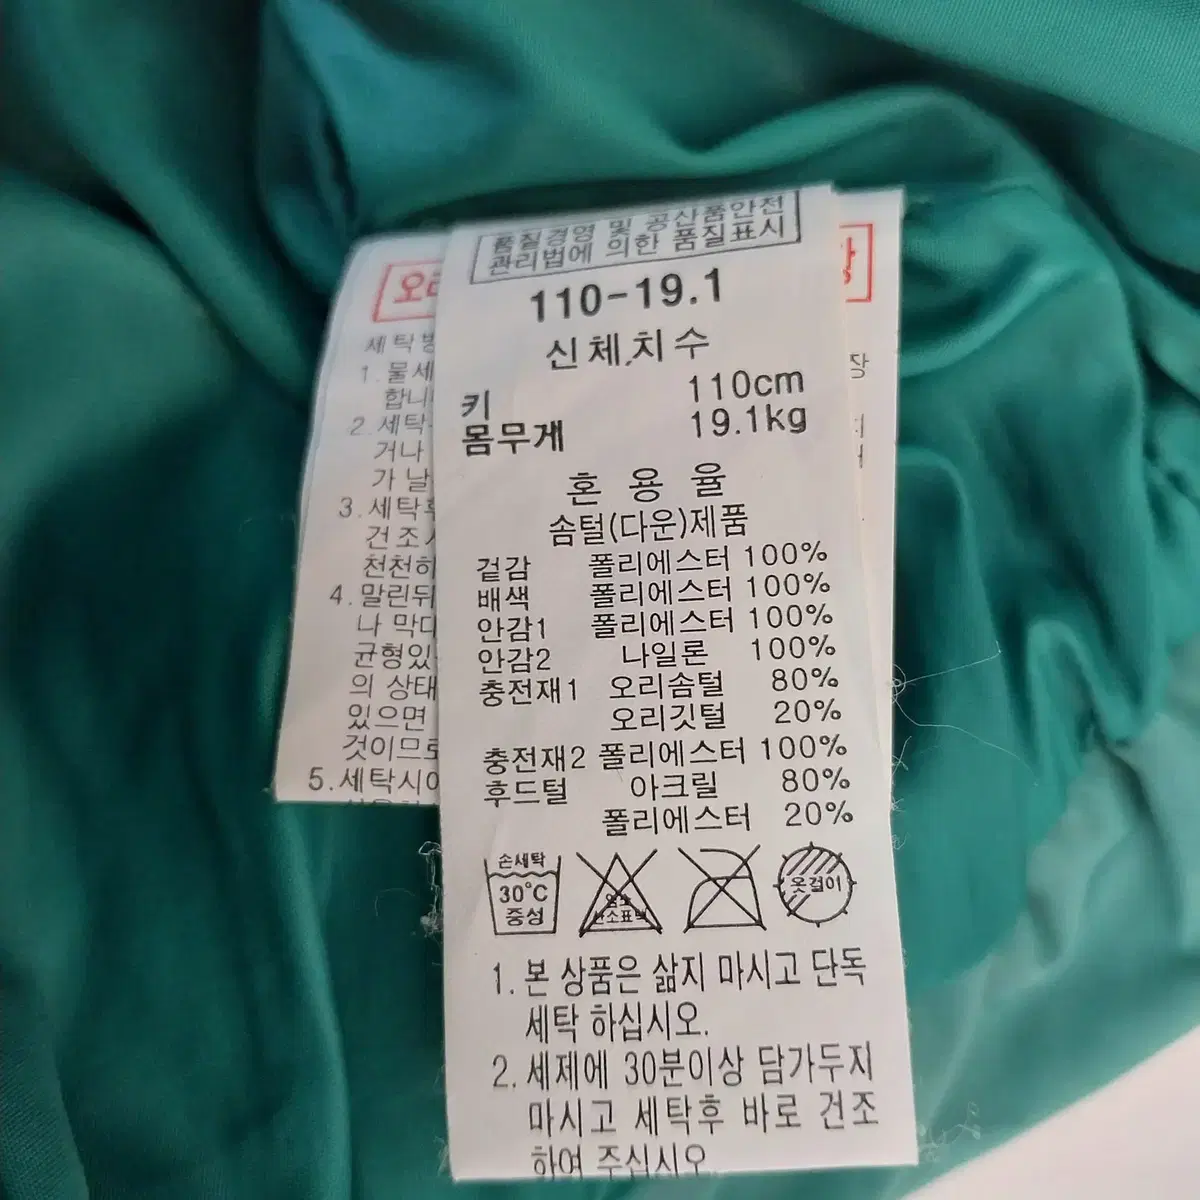 품질경영 및 공산품안전
관리법에 의한 품질표시
110-19.1
신체치수
키 110cm
몸무게 19.1kg
혼용율
솜털(다운)제품
겉감 폴리에스터 100%
배색 폴리에스터 100%
안감1 폴리에스터 100%
안감2 나일론 100%
충전재1 오리솜털 80%
오리깃털 20%
충전재2 폴리에스터 100%
후드털 아크릴 80%
폴리에스터 20%
손세탁
30°C
중성
옷걸이
1. 본 상품은 삶지 마시고 단독
세탁 하십시오.
2. 세제에 30분이상 담가두지
마시고 세탁후 바로 건조
하여 주십시오.
세탁
1. 물세
합니
2. 세탁
거나
가 날
3. 세탁후
건조
천천히
4. 말린뒤
나 막대
균형있
의 상태
있으면
것이므로
5. 세탁시
장